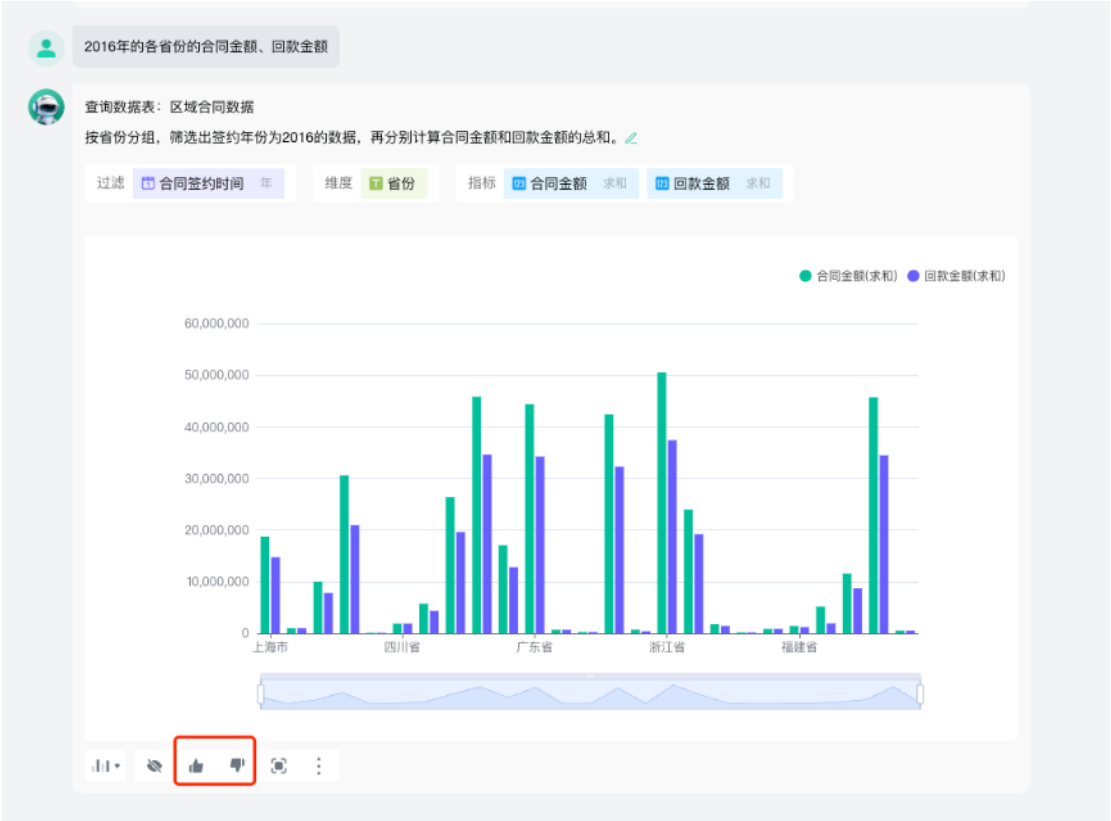 2016年的各省份的合同金额、回款金额
查询数据表：区域合同数据
按省份分组，筛选出签约年份为2016的数据，再分别计算合同金额和回款金额的总和。
过滤 合同签约时间 年 维度 省份 指标 合同金额 求和 回款金额 求和
合同金额(求和) 回款金额(求和)
60,000,000
50,000,000
40,000,000
30,000,000
20,000,000
10,000,000
0
上海市 四川省 广东省 浙江省 福建省